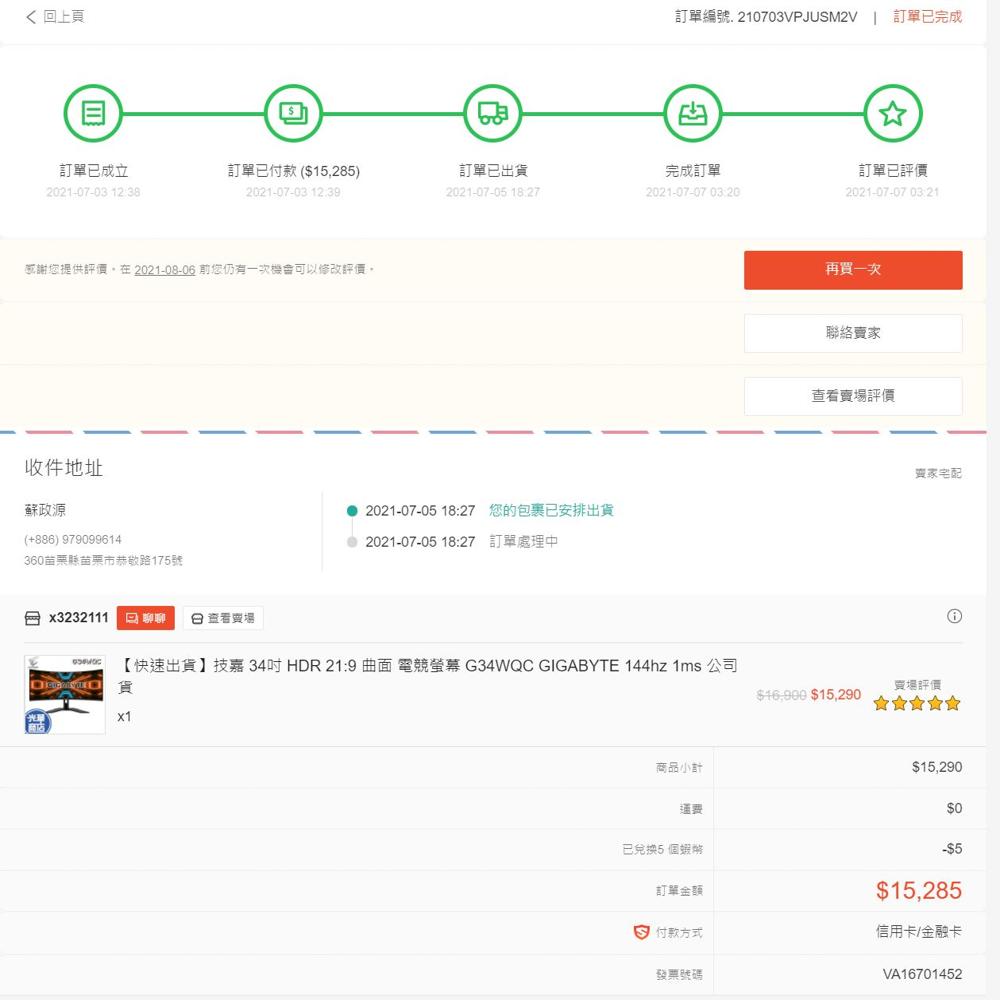 回上頁
訂單編號. 210703VPJUSM2V | 訂單已完成
訂單已成立
2021-07-03 12:38
訂單已付款 ($15,285)
2021-07-03 12:39
訂單已出貨
2021-07-05 18:27
完成訂單
2021-07-07 03:20
訂單已評價
2021-07-07 03:21
感謝您提供評價。在 2021-08-06 前您仍有一次機會可以修改評價。
再買一次
聯絡賣家
查看賣場評價
收件地址
賣家宅配
蘇政源
(+886) 979099614
360苗栗縣苗栗市恭敬路175號
2021-07-05 18:27 您的包裹已安排出貨
2021-07-05 18:27 訂單處理中
x3232111 聊聊 查看賣場
G34WQC
GIGABYTE
光華
商店
【快速出貨】技嘉 34吋 HDR 21:9 曲面 電競螢幕 G34WQC GIGABYTE 144hz 1ms 公司
貨
x1
$16,900 $15,290
賣場評價
商品小計 $15,290
運費 $0
已兌換5 個蝦幣 -$5
訂單金額 $15,285
付款方式 信用卡/金融卡
發票號碼 VA16701452